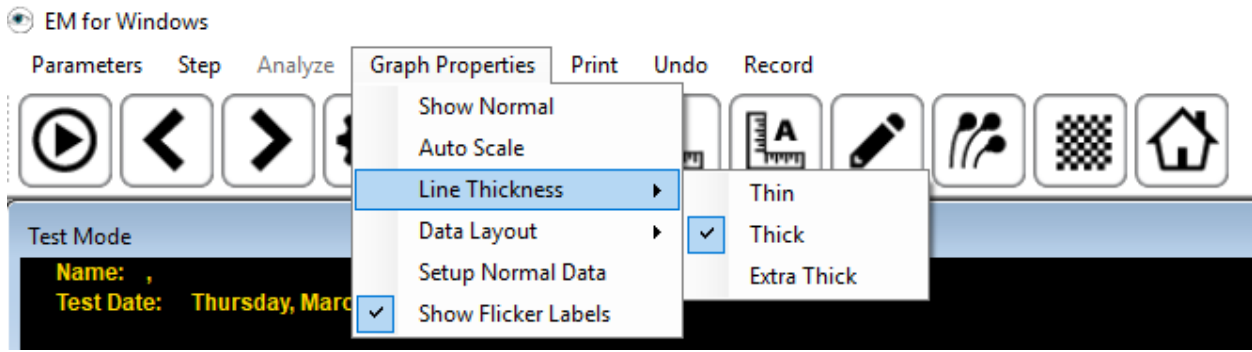 EM for Windows
Parameters Step Analyze Graph Properties Print Undo Record
Show Normal
Auto Scale
A
Line Thickness
Thin
Data Layout
Thick
Setup Normal Data
Extra Thick
Show Flicker Labels
Test Mode
Name: ,
Test Date: Thursday,